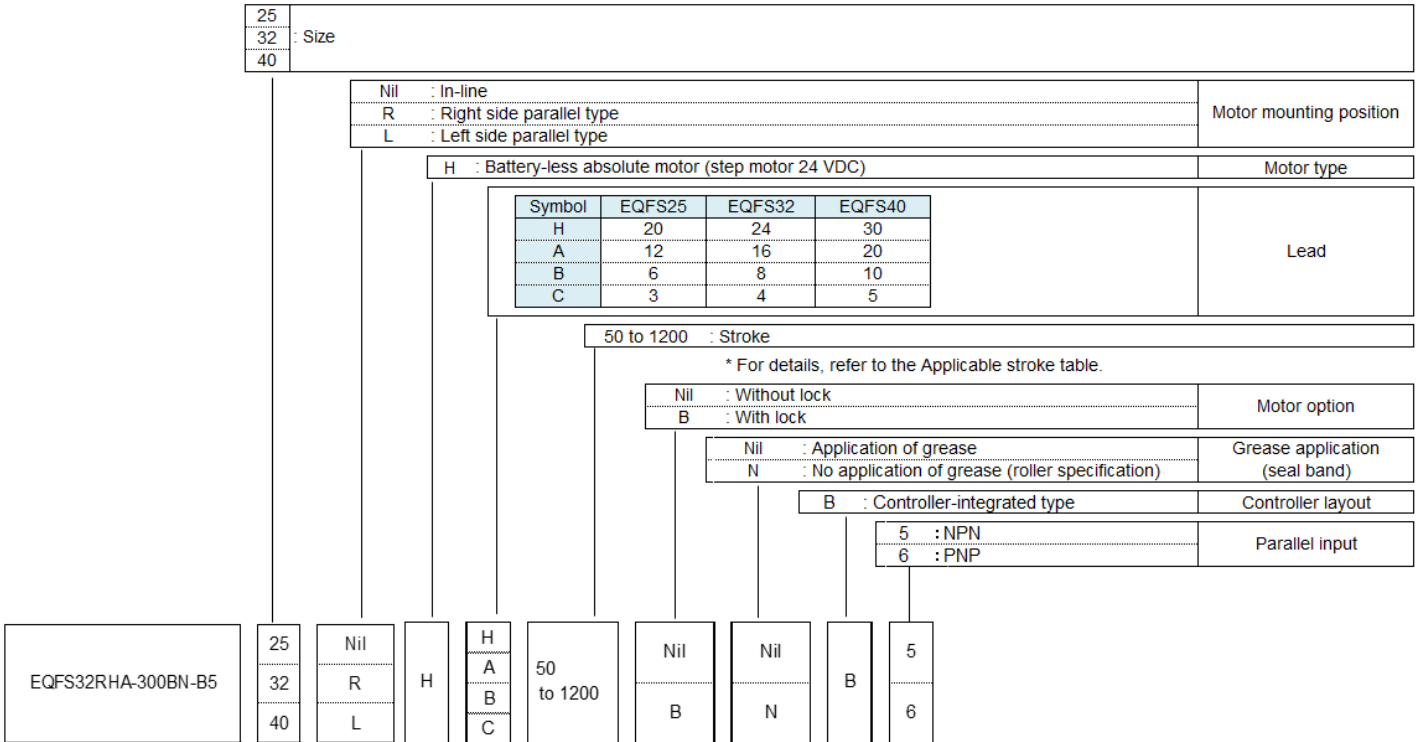 25
32 : Size
40
Nil : In-line
R : Right side parallel type
L : Left side parallel type
Motor mounting position
H : Battery-less absolute motor (step motor 24 VDC)
Motor type
Symbol EQFS25 EQFS32 EQFS40
H 20 24 30
A 12 16 20
B 6 8 10
C 3 4 5
Lead
50 to 1200 : Stroke
* For details, refer to the Applicable stroke table.
Nil : Without lock
B : With lock
Motor option
Nil : Application of grease
N : No application of grease (roller specification)
Grease application
(seal band)
B : Controller-integrated type
Controller layout
5 : NPN
6 : PNP
Parallel input
EQFS32RHA-300BN-B5
25
32
40
Nil
R
L
H
H
A
B
C
50
to 1200
Nil
B
Nil
N
B
5
6